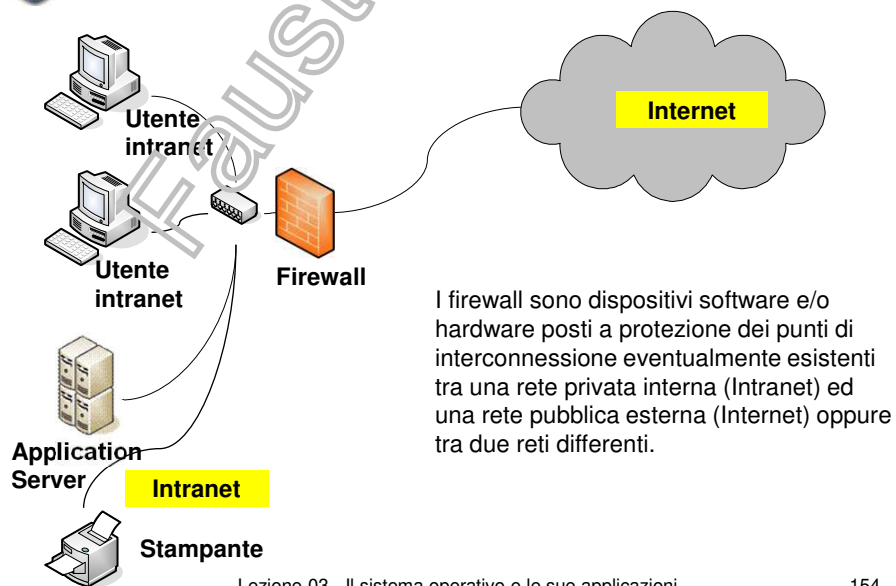 Utente
intranet
Internet
Utente
intranet
Firewall
I firewall sono dispositivi software e/o
hardware posti a protezione dei punti di
interconnessione eventualmente esistenti
tra una rete privata interna (Intranet) ed
una rete pubblica esterna (Internet) oppure
tra due reti differenti.
Application
Server
Intranet
Stampante
Lezione 03 - Il sistema operativo e le sue applicazioni
154